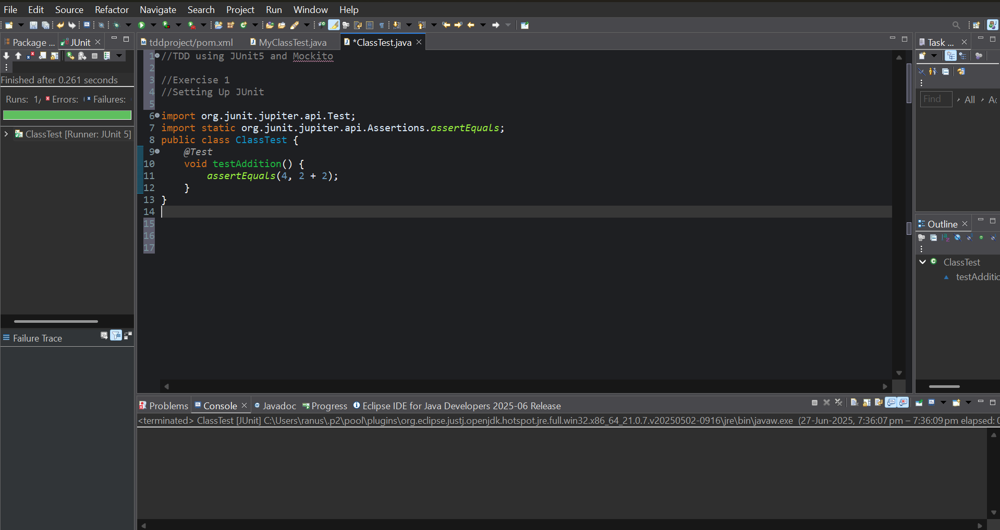 File Edit Source Refactor Navigate Search Project Run Window Help
Package ... JUnit
tddproject/pom.xml MyClassTest.java *ClassTest.java
Task ...
Finished after 0.261 seconds
Runs: 1/ Errors: Failures:
ClassTest [Runner: JUnit 5]
Failure Trace
1 //TDD using JUnit5 and Mockito
2
3 //Exercise 1
4 //Setting Up JUnit
5
6 import org.junit.jupiter.api.Test;
7 import static org.junit.jupiter.api.Assertions.assertEquals;
8 public class ClassTest {
9 @Test
10 void testAddition() {
11 assertEquals(4, 2 + 2);
12 }
13 }
14
15
16
17
Find All Ac
Outline
ClassTest
testAdditic
Problems Console Javadoc Progress Eclipse IDE for Java Developers 2025-06 Release
<terminated> ClassTest [JUnit] C:\Users\ranus\.p2\pool\plugins\org.eclipse.justj.openjdk.hotspot.jre.full.win32.x86_64_21.0.7.v20250502-0916\jre\bin\javaw.exe (27-Jun-2025, 7:36:07 pm – 7:36:09 pm elapsed: 0